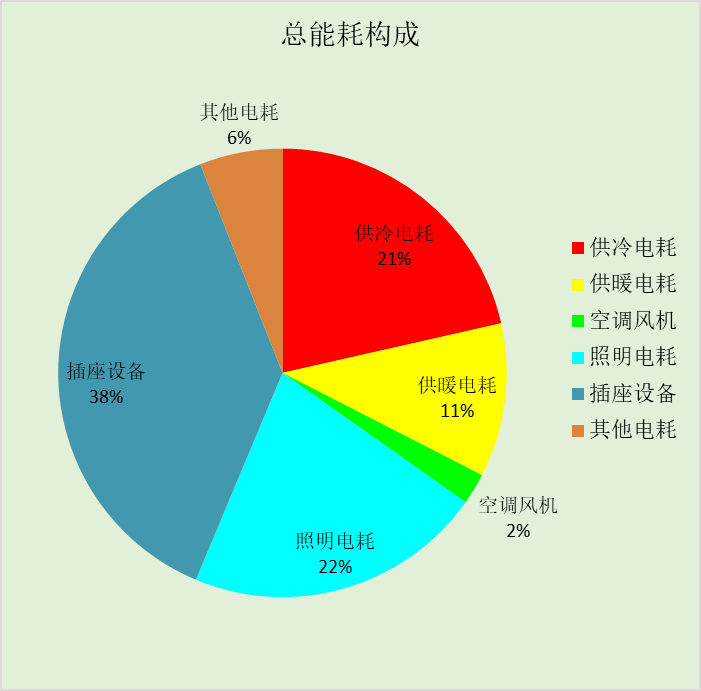 总能耗构成
其他电耗
6%
供冷电耗
21%
供暖电耗
11%
空调风机
2%
照明电耗
22%
插座设备
38%
供冷电耗
供暖电耗
空调风机
照明电耗
插座设备
其他电耗